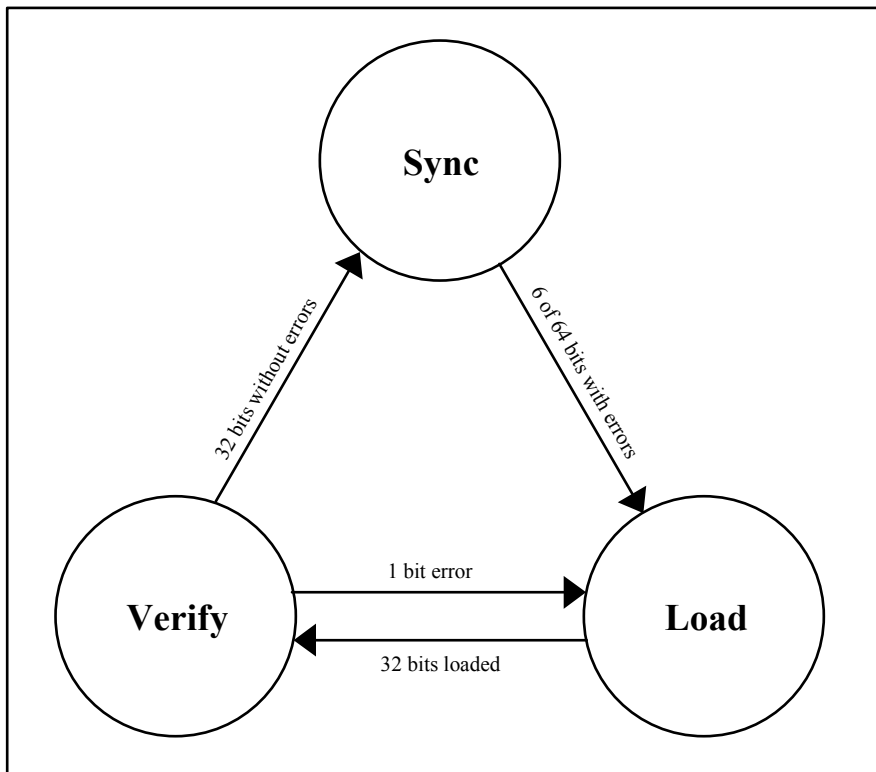 Sync
32 bits without errors
6 of 64 bits with errors
1 bit error
Verify
Load
32 bits loaded